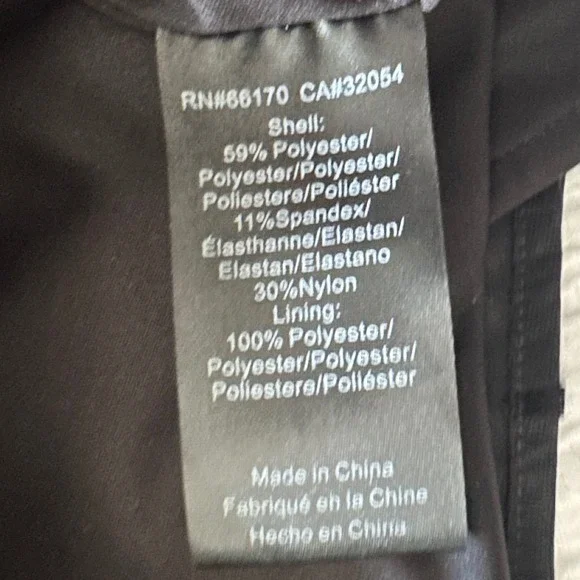 RN#66170 CA#32054
Shell:
59% Polyester/
Polyester/Polyester/
Poliestere/Poliéster
11%Spandex/
Élasthanne/Elastan/
Elastan/Elastano
30%Nylon
Lining:
100% Polyester/
Polyester/Polyester/
Poliestere/Poliéster
Made in China
Fabriqué en la Chine
Hecho en China